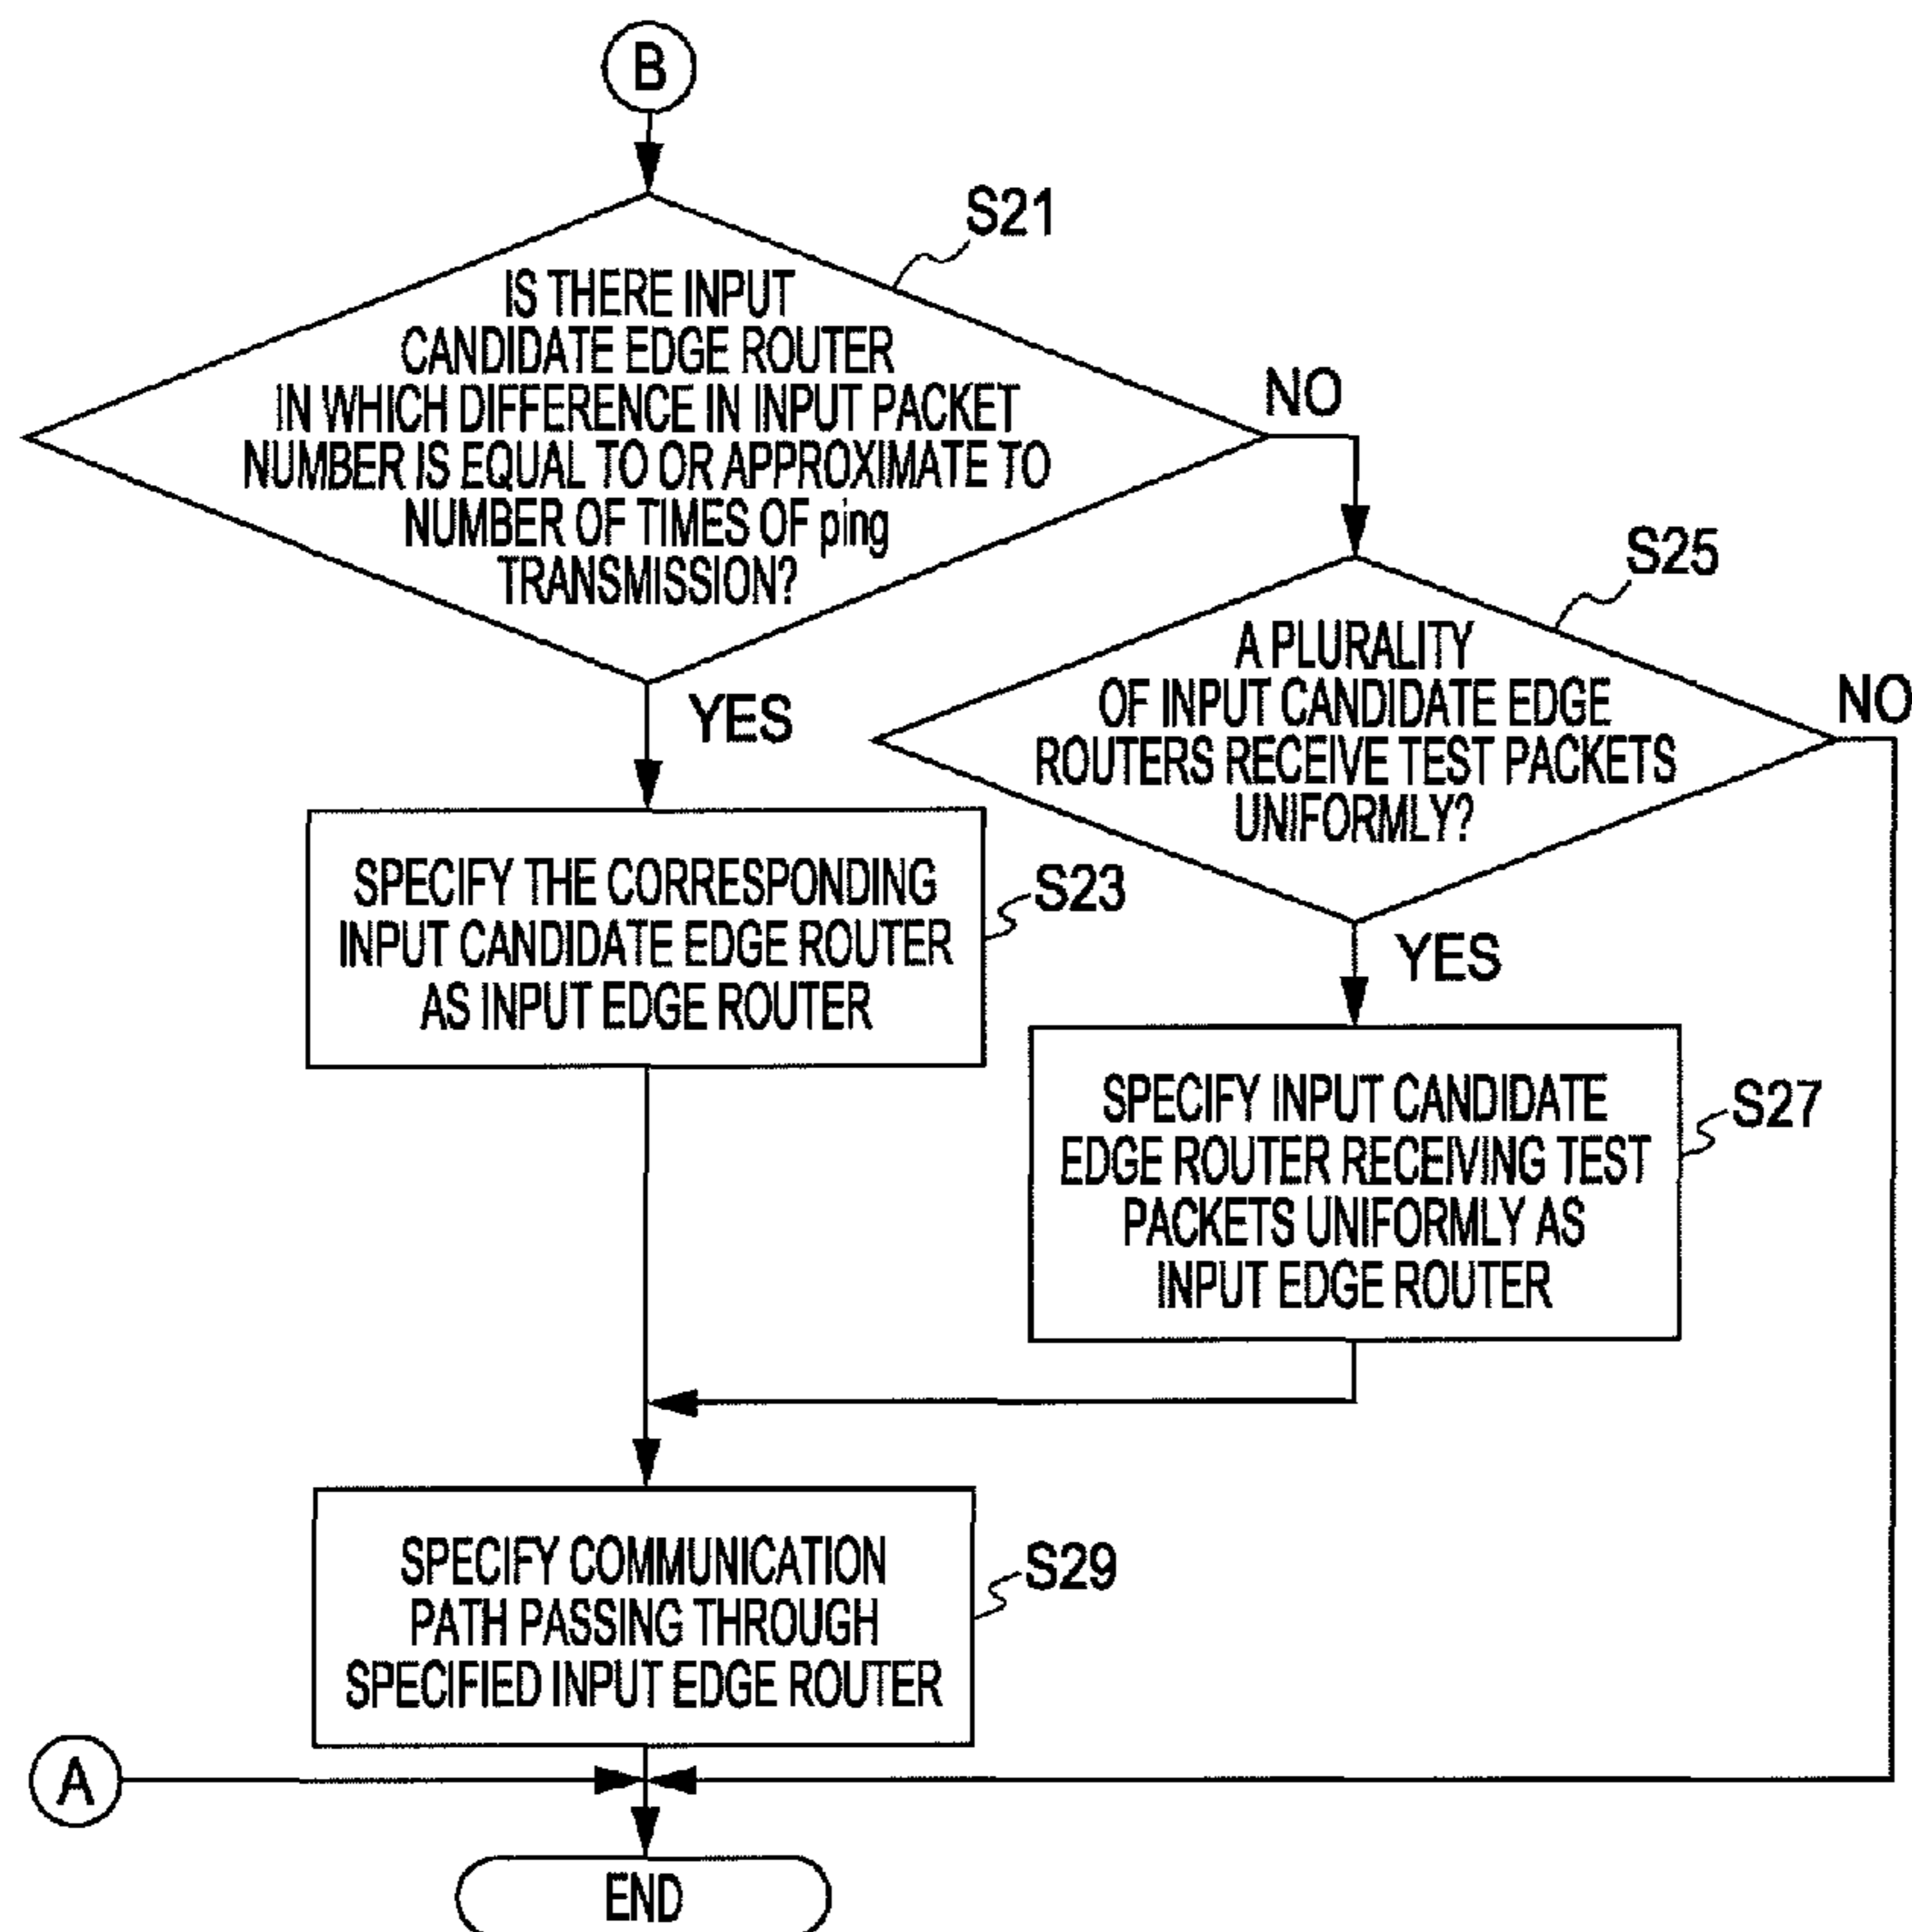 B
S21
IS THERE INPUT
CANDIDATE EDGE ROUTER
IN WHICH DIFFERENCE IN INPUT PACKET
NUMBER IS EQUAL TO OR APPROXIMATE TO
NUMBER OF TIMES OF ping
TRANSMISSION?
NO
YES
S25
A PLURALITY
OF INPUT CANDIDATE EDGE
ROUTERS RECEIVE TEST PACKETS
UNIFORMLY?
NO
YES
SPECIFY THE CORRESPONDING
INPUT CANDIDATE EDGE ROUTER
AS INPUT EDGE ROUTER
S23
SPECIFY INPUT CANDIDATE
EDGE ROUTER RECEIVING TEST
PACKETS UNIFORMLY AS
INPUT EDGE ROUTER
S27
SPECIFY COMMUNICATION
PATH PASSING THROUGH
SPECIFIED INPUT EDGE ROUTER
S29
A
END